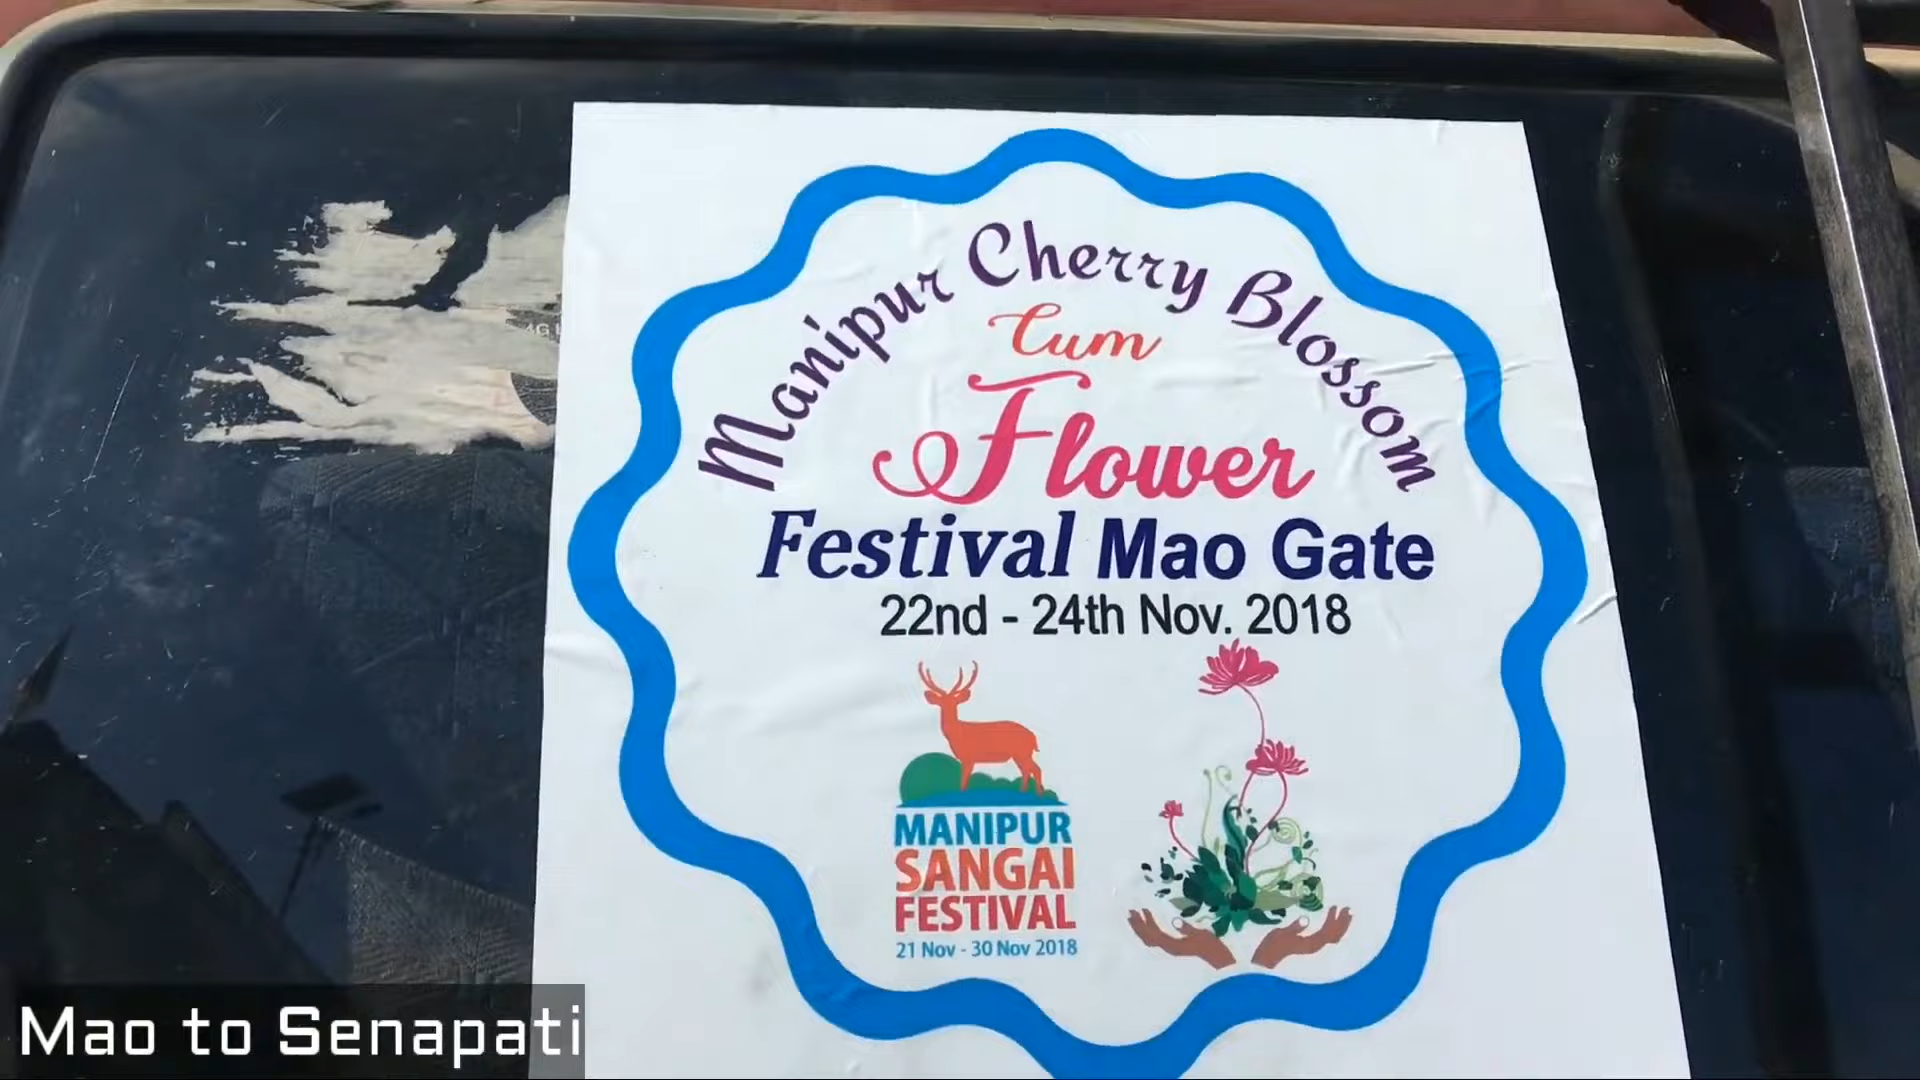 Manipur Cherry Blossom
Cum
Flower
Festival Mao Gate
22nd - 24th Nov. 2018
MANIPUR
SANGAI
FESTIVAL
21 Nov - 30 Nov 2018
4G
Mao to Senapati